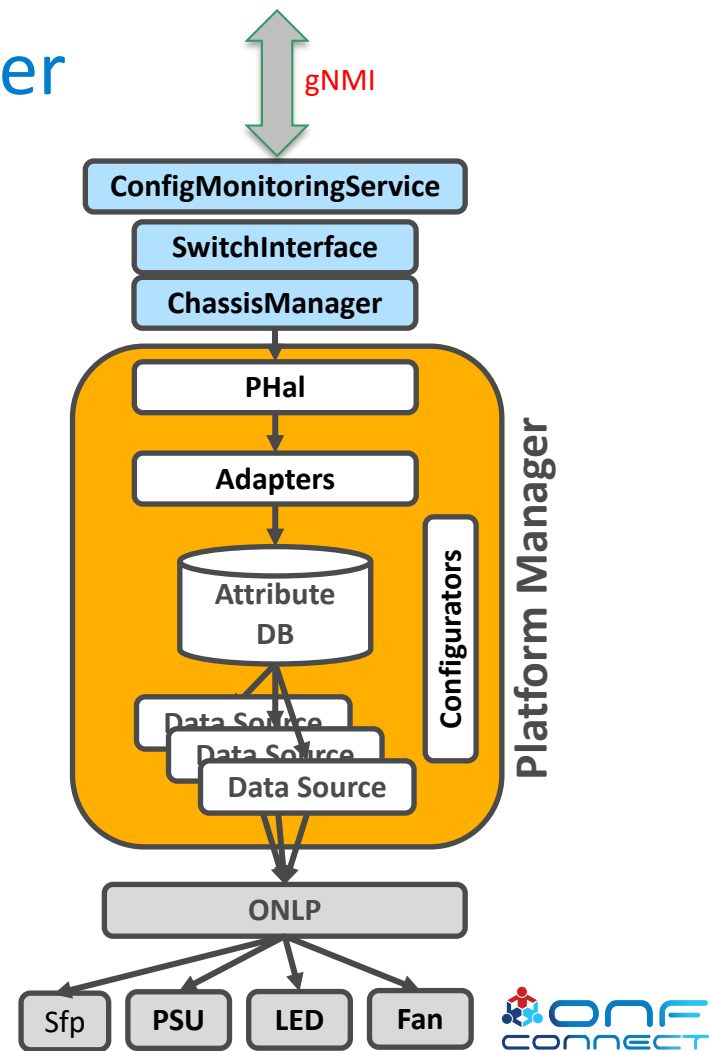 er
gNMI
ConfigMonitoringService
SwitchInterface
ChassisManager
PHal
Adapters
Attribute
DB
Configurators
Platform Manager
Data Source
Data Source
Data Source
ONLP
Sfp
PSU
LED
Fan
ONF
CONNECT